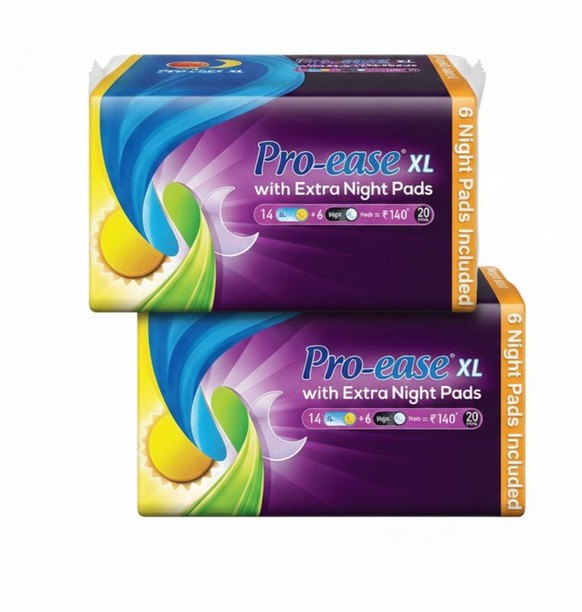 PRO-EASE XL
Pro-ease® XL
with Extra Night Pads
14 XL + 6 Night Pads = ₹140* 20
6 Night Pads Included
Pro-ease® XL
with Extra Night Pads
14 XL + 6 Night Pads = ₹140* 20
6 Night Pads Included